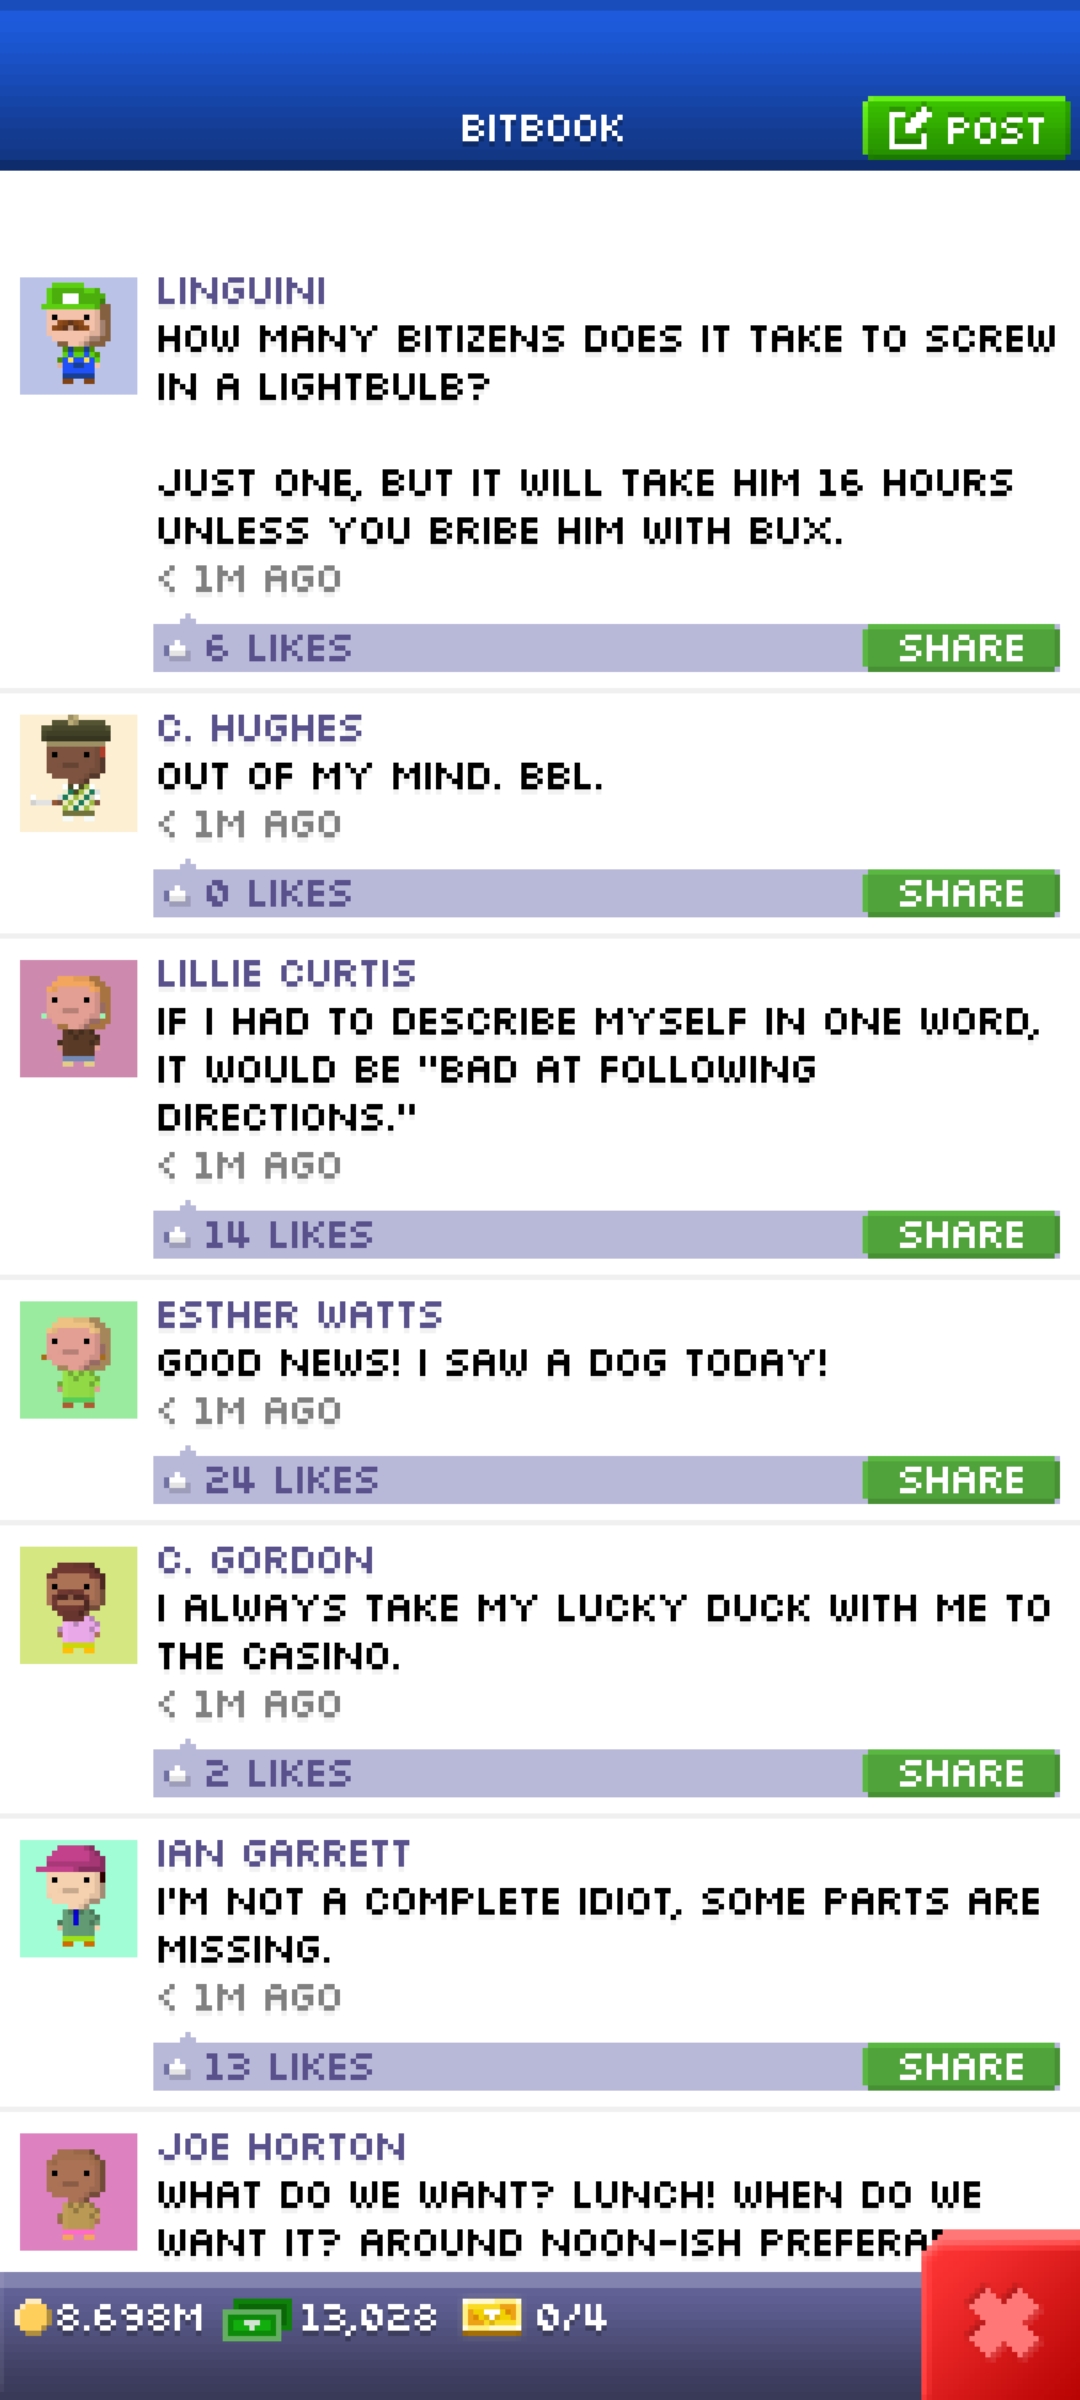 BITBOOK
POST
LINGUINI
HOW MANY BITIZENS DOES IT TAKE TO SCREW
IN A LIGHTBULB?
JUST ONE, BUT IT WILL TAKE HIM 16 HOURS
UNLESS YOU BRIBE HIM WITH BUX.
< 1M AGO
6 LIKES
SHARE
C. HUGHES
OUT OF MY MIND. BBL.
< 1M AGO
0 LIKES
SHARE
LILLIE CURTIS
IF I HAD TO DESCRIBE MYSELF IN ONE WORD,
IT WOULD BE "BAD AT FOLLOWING
DIRECTIONS."
< 1M AGO
14 LIKES
SHARE
ESTHER WATTS
GOOD NEWS! I SAW A DOG TODAY!
< 1M AGO
24 LIKES
SHARE
C. GORDON
I ALWAYS TAKE MY LUCKY DUCK WITH ME TO
THE CASINO.
< 1M AGO
2 LIKES
SHARE
IAN GARRETT
I'M NOT A COMPLETE IDIOT, SOME PARTS ARE
MISSING.
< 1M AGO
13 LIKES
SHARE
JOE HORTON
WHAT DO WE WANT? LUNCH! WHEN DO WE
WANT IT? AROUND NOON-ISH
8.698M
13,028
0/4